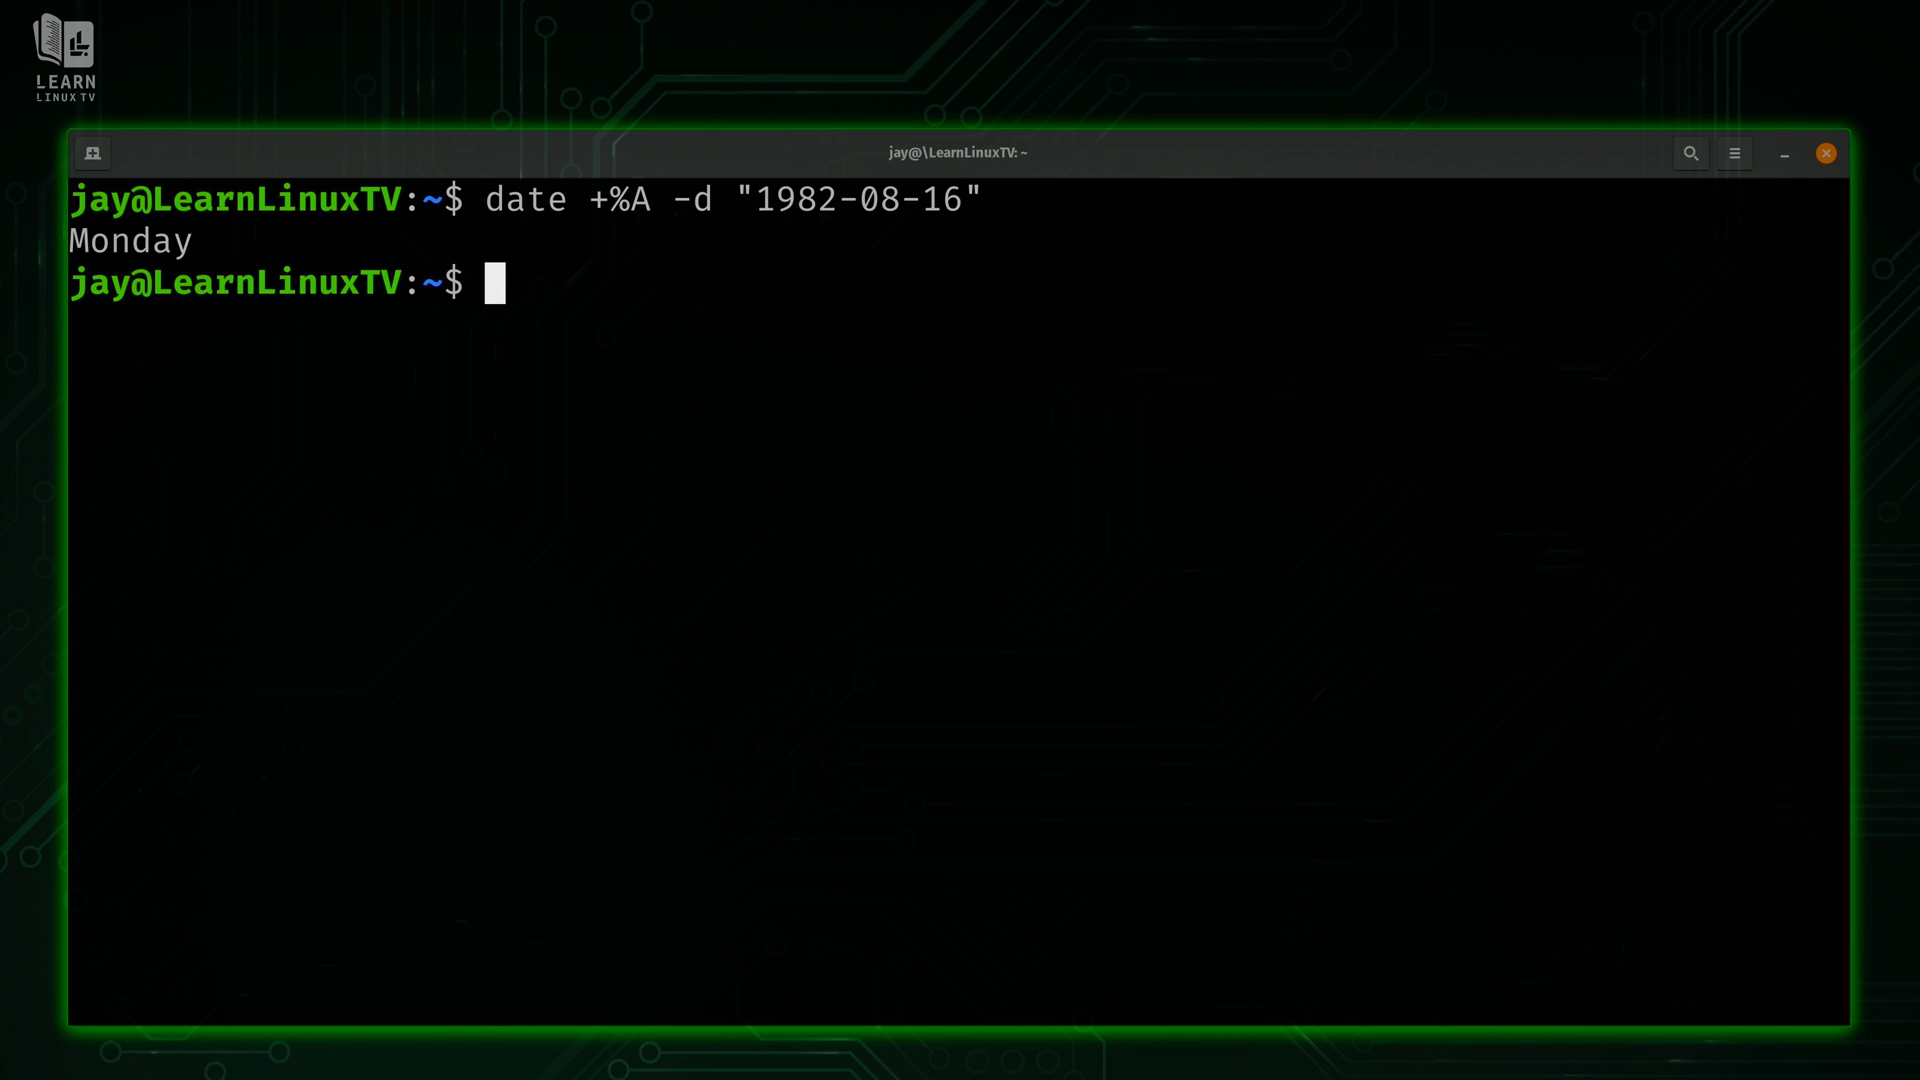 LEARN
LINUX TV
jay@\LearnLinuxTV: ~
jay@LearnLinuxTV:~$ date +%A -d "1982-08-16"
Monday
jay@LearnLinuxTV:~$